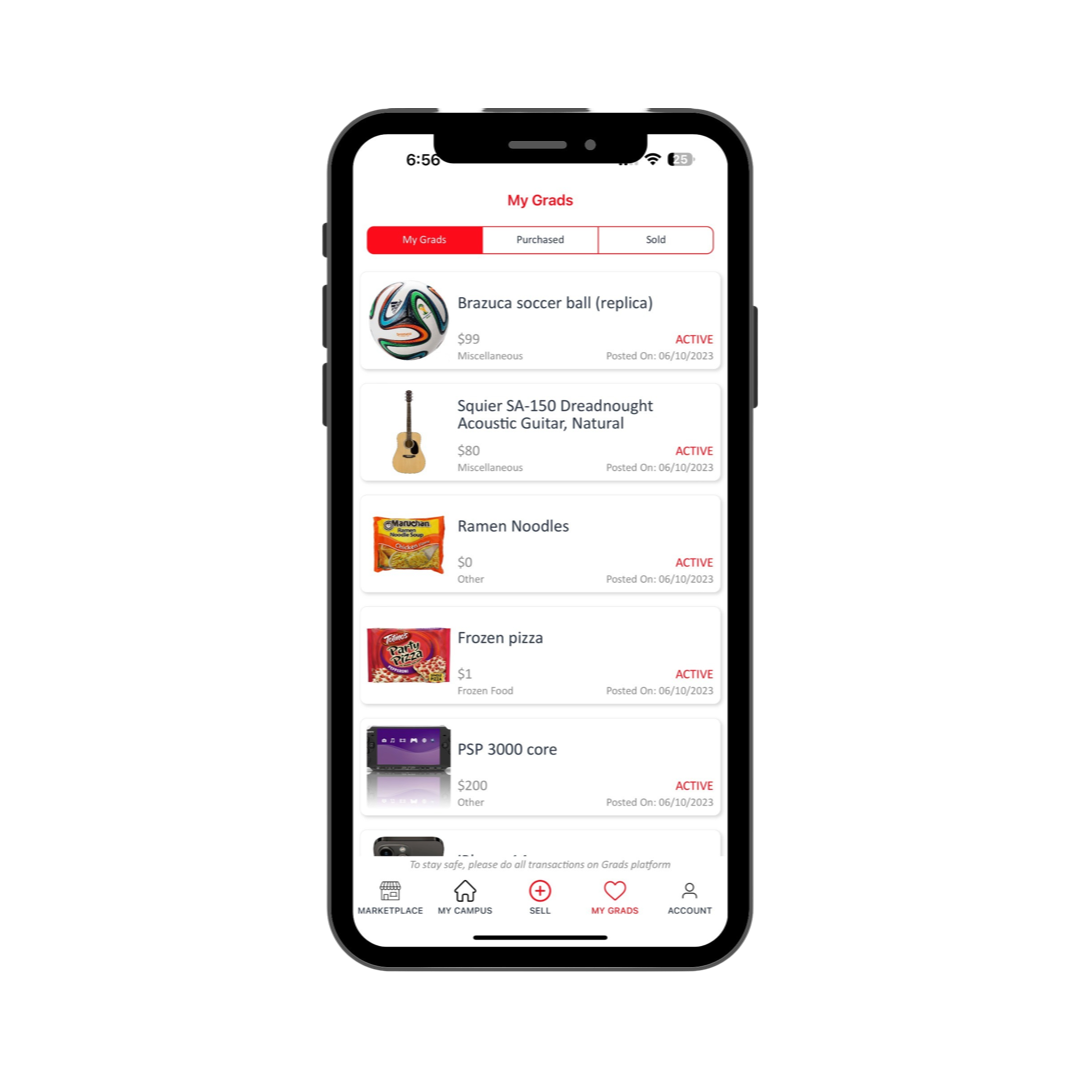 6:56
25
My Grads
My Grads Purchased Sold
Brazuca soccer ball (replica)
$99 ACTIVE
Miscellaneous Posted On: 06/10/2023
Squier SA-150 Dreadnought
Acoustic Guitar, Natural
$80 ACTIVE
Miscellaneous Posted On: 06/10/2023
Maruchan
Ramen
Noodle Soup
Chicken
Ramen Noodles
$0 ACTIVE
Other Posted On: 06/10/2023
Totino's
Party
Pizza
Frozen pizza
$1 ACTIVE
Frozen Food Posted On: 06/10/2023
PSP 3000 core
$200 ACTIVE
Other Posted On: 06/10/2023
To stay safe, please do all transactions on Grads platform
MARKETPLACE MY CAMPUS SELL MY GRADS ACCOUNT